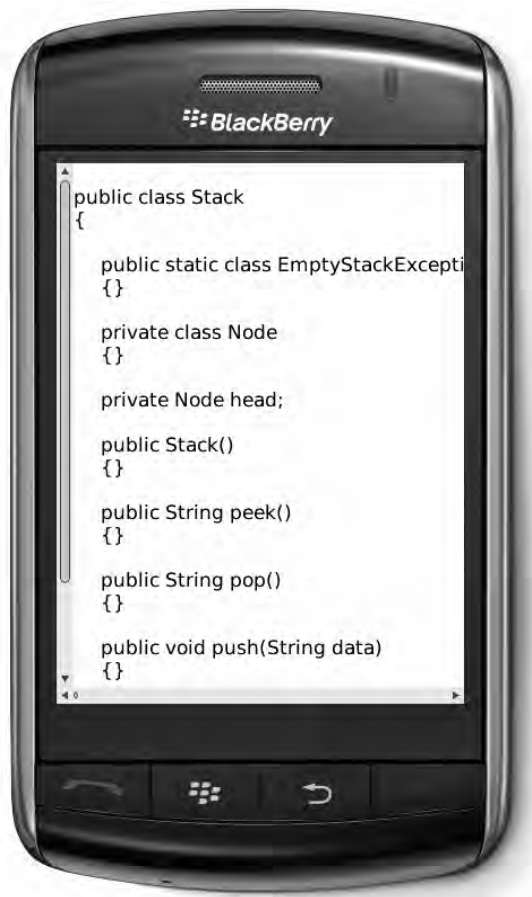 BlackBerry
public class Stack
{
public static class EmptyStackExcepti
{}
private class Node
{}
private Node head;
public Stack()
{}
public String peek()
{}
public String pop()
{}
public void push(String data)
{}